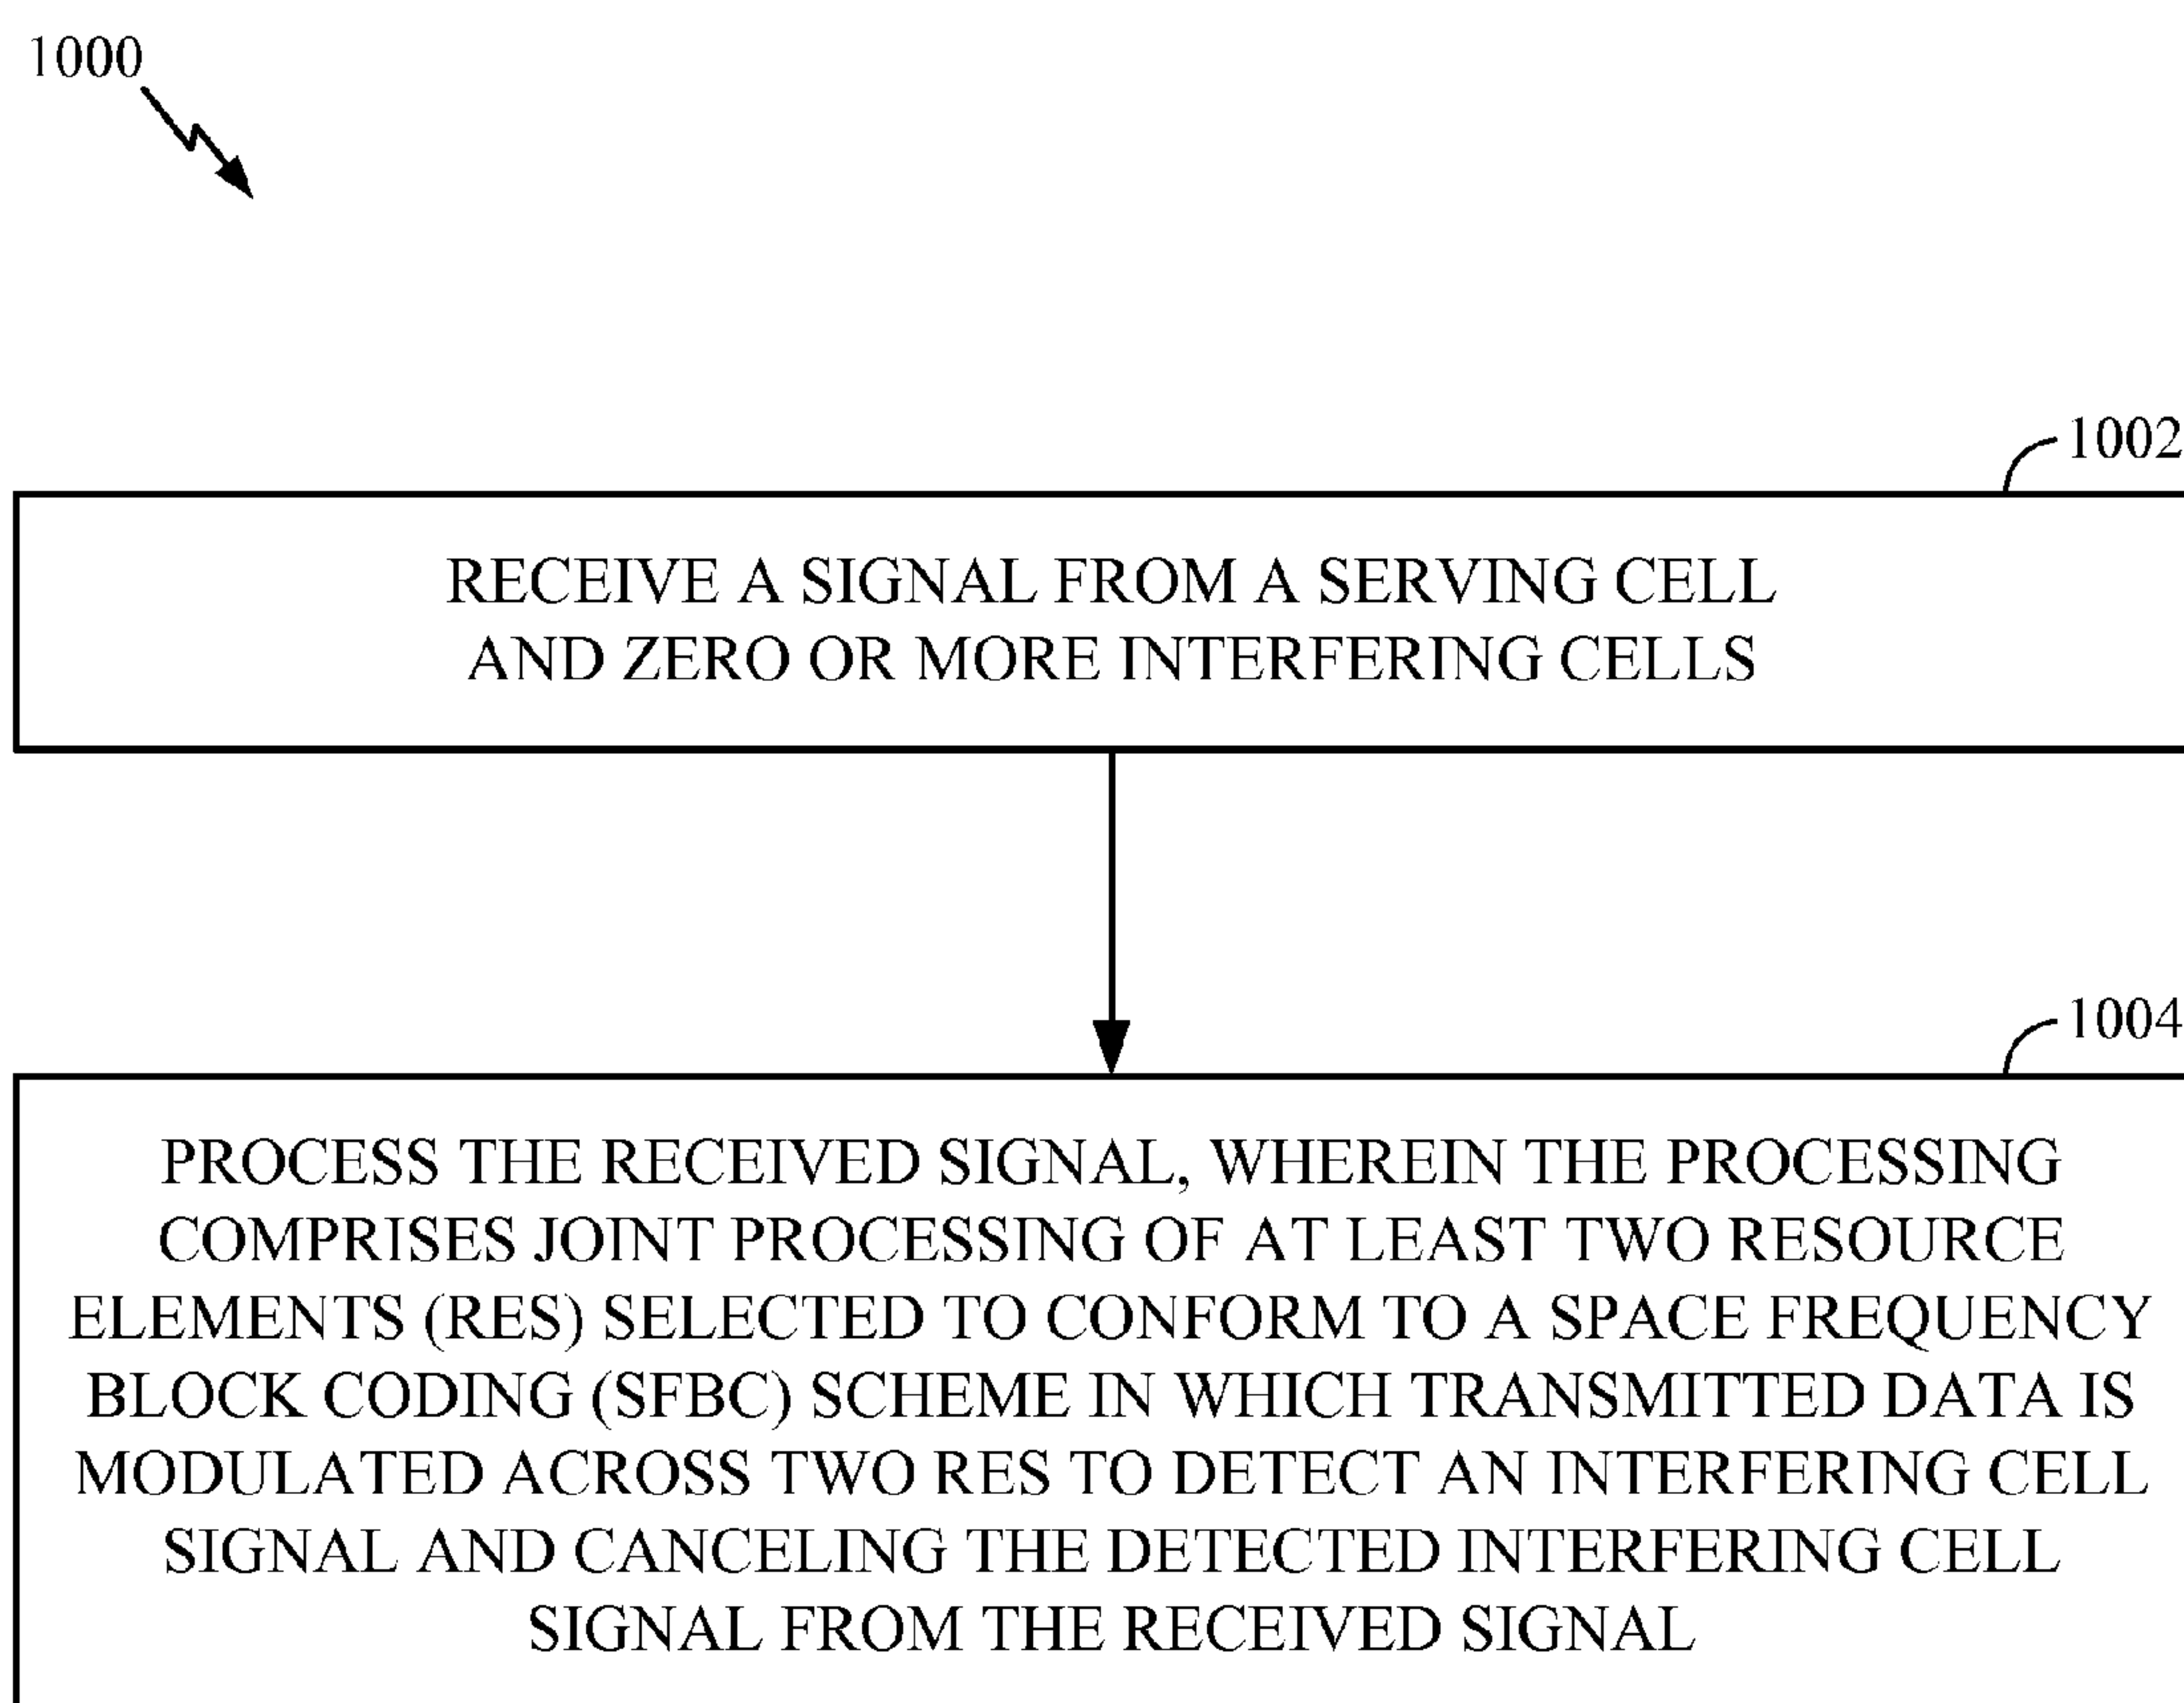 1000
1002
RECEIVE A SIGNAL FROM A SERVING CELL
AND ZERO OR MORE INTERFERING CELLS
1004
PROCESS THE RECEIVED SIGNAL, WHEREIN THE PROCESSING
COMPRISES JOINT PROCESSING OF AT LEAST TWO RESOURCE
ELEMENTS (RES) SELECTED TO CONFORM TO A SPACE FREQUENCY
BLOCK CODING (SFBC) SCHEME IN WHICH TRANSMITTED DATA IS
MODULATED ACROSS TWO RES TO DETECT AN INTERFERING CELL
SIGNAL AND CANCELING THE DETECTED INTERFERING CELL
SIGNAL FROM THE RECEIVED SIGNAL